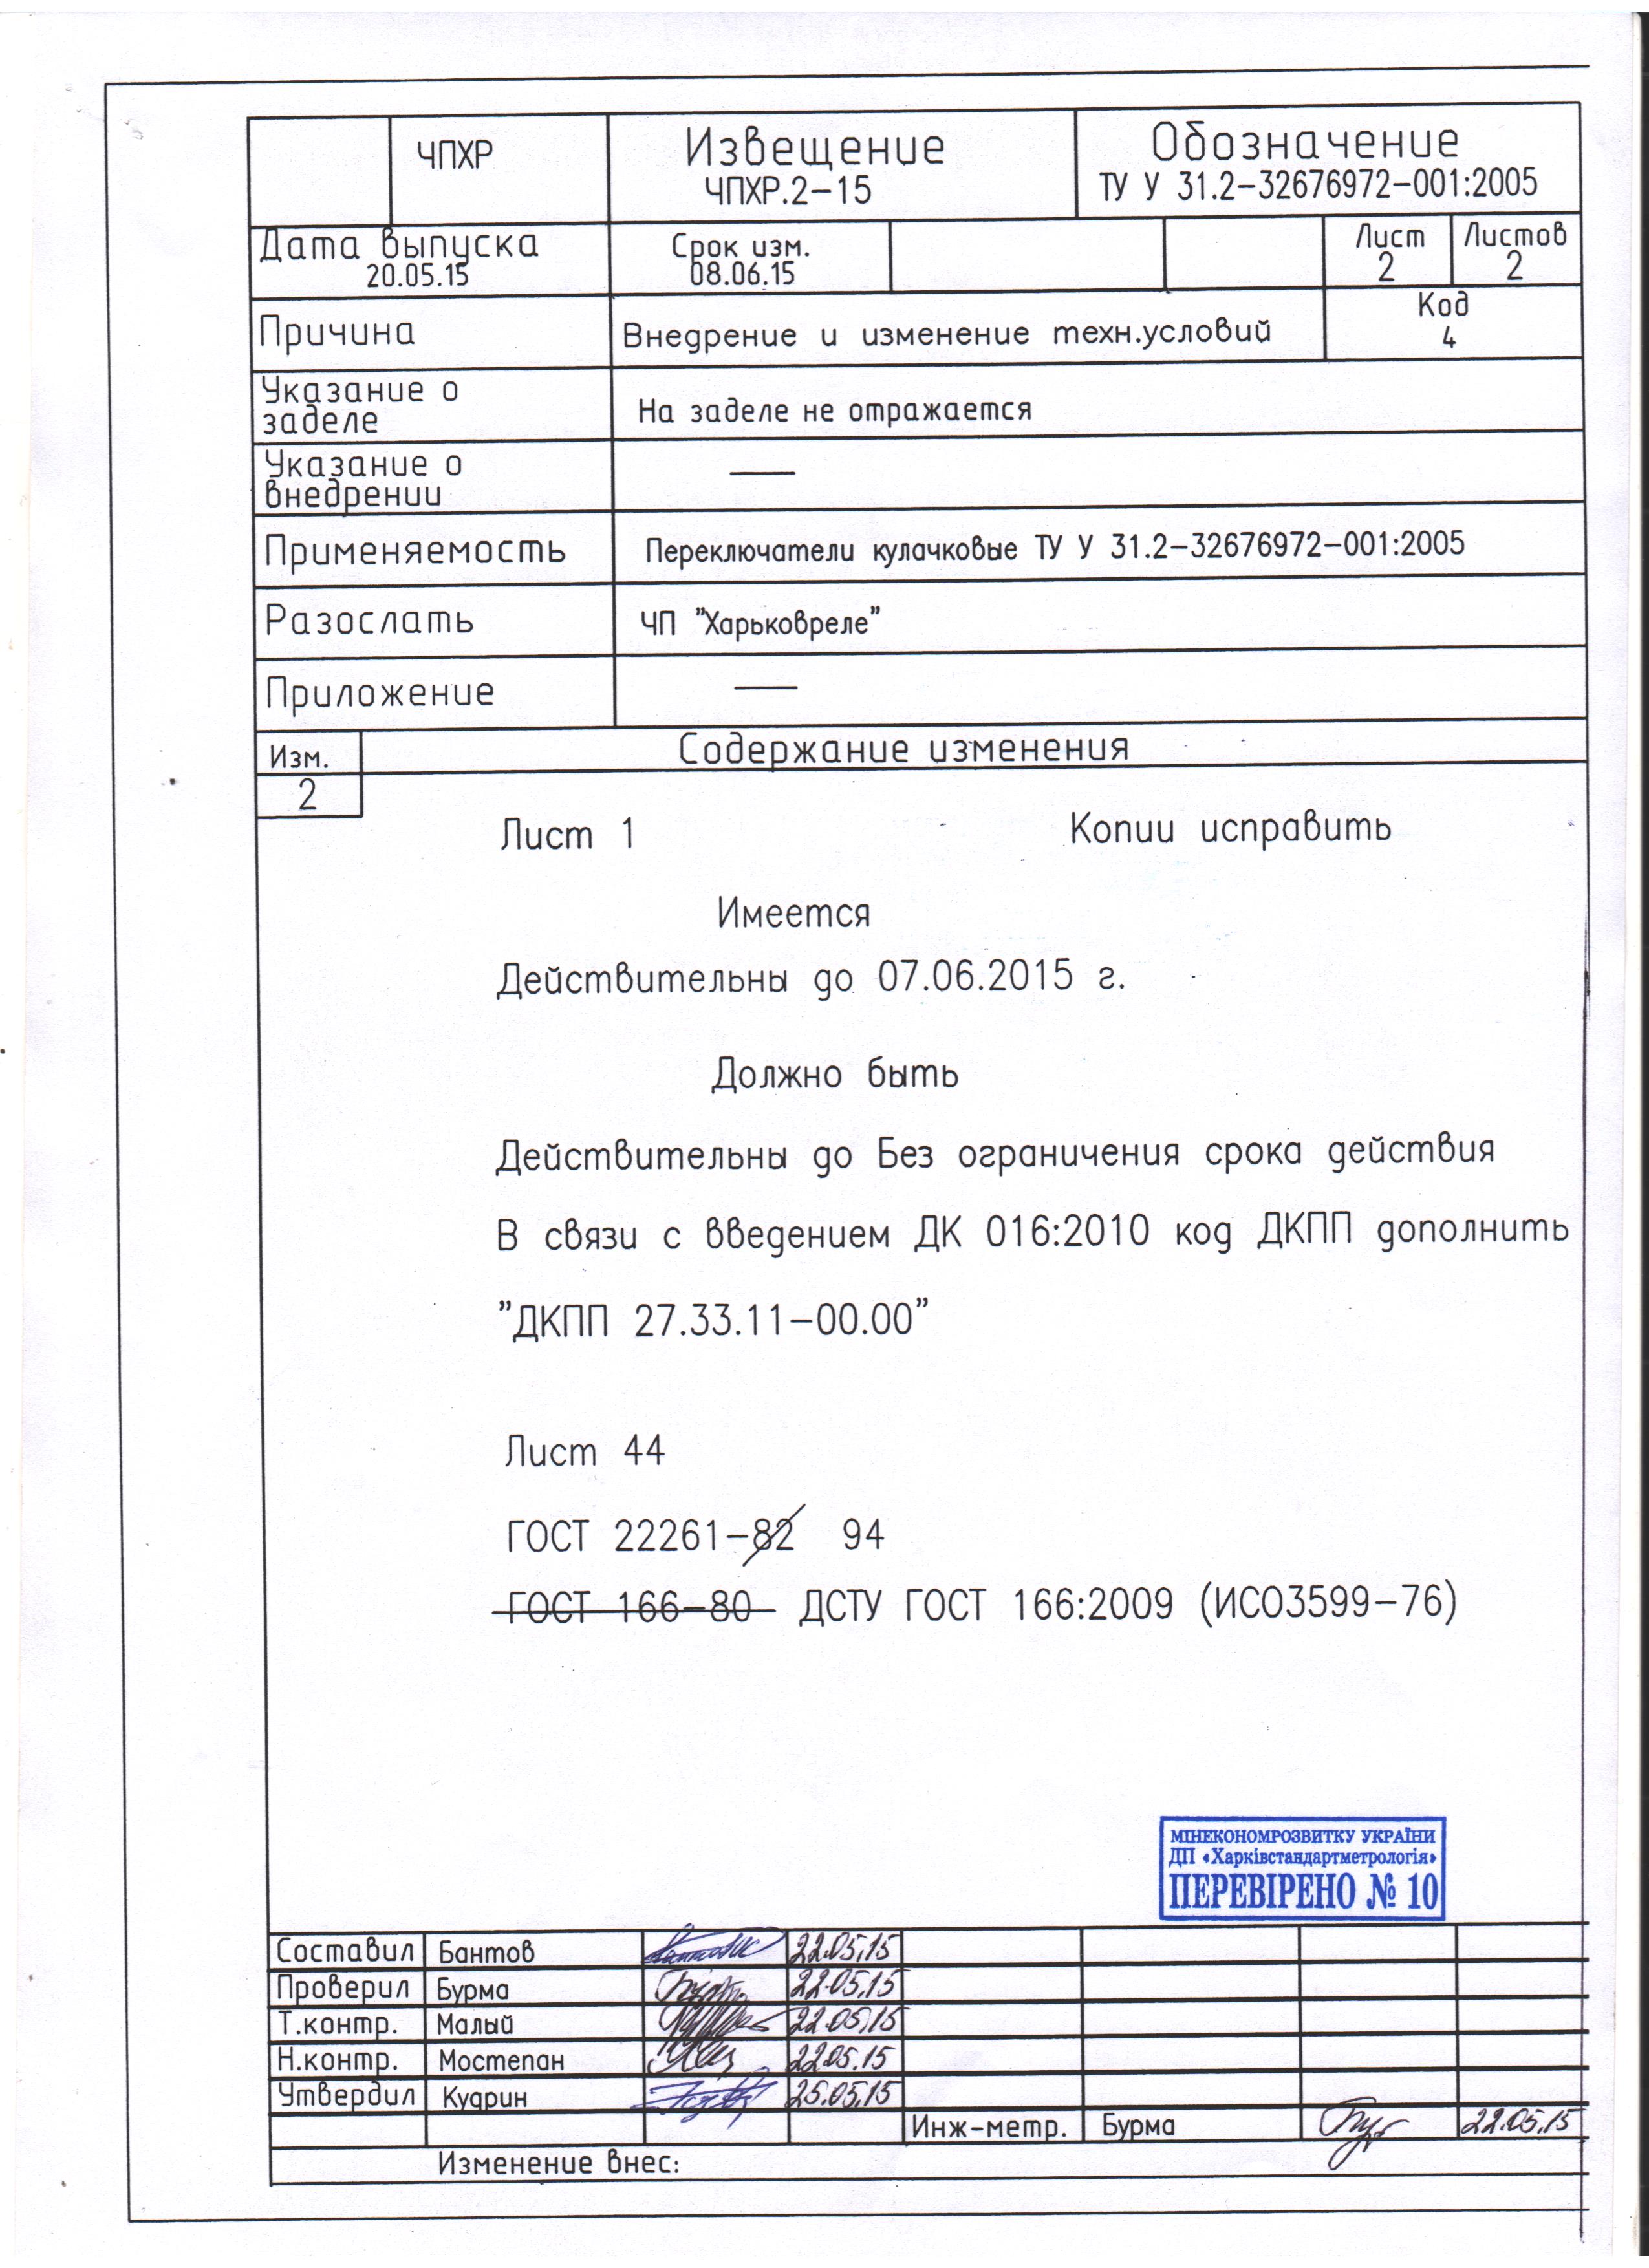 ЧПХР
Извещение
ЧПХР.2-15
Обозначение
ТУ У 31.2-32676972-001:2005
Дата выпуска
20.05.15
Срок изм.
08.06.15
Лист
2
Листов
2
Причина
Внедрение и изменение техн.условий
Код
4
Указание о
заделе
На заделе не отражается
Указание о
внедрении
—
Применяемость
Переключатели кулачковые ТУ У 31.2-32676972-001:2005
Разослать
ЧП "Харьковреле"
Приложение
—
Изм.
Содержание изменения
2
Лист 1 Копии исправить
Имеется
Действительны до 07.06.2015 г.
Должно быть
Действительны до Без ограничения срока действия
В связи с введением ДК 016:2010 код ДКПП дополнить
"ДКПП 27.33.11-00.00"
Лист 44
ГОСТ 22261-82 94
ГОСТ 166-80 ДСТУ ГОСТ 166:2009 (ИСО3599-76)
МІНЕКОНОМРОЗВИТКУ УКРАЇНИ
ДП «Харківстандартметрологія»
ПЕРЕВІРЕНО № 10
Составил Бантов 22.05.15
Проверил Бурма 22.05.15
Т.контр. Малый 22.05.15
Н.контр. Мостепан 22.05.15
Утвердил Кудрин 25.05.15
Инж-метр. Бурма 22.05.15
Изменение внес: